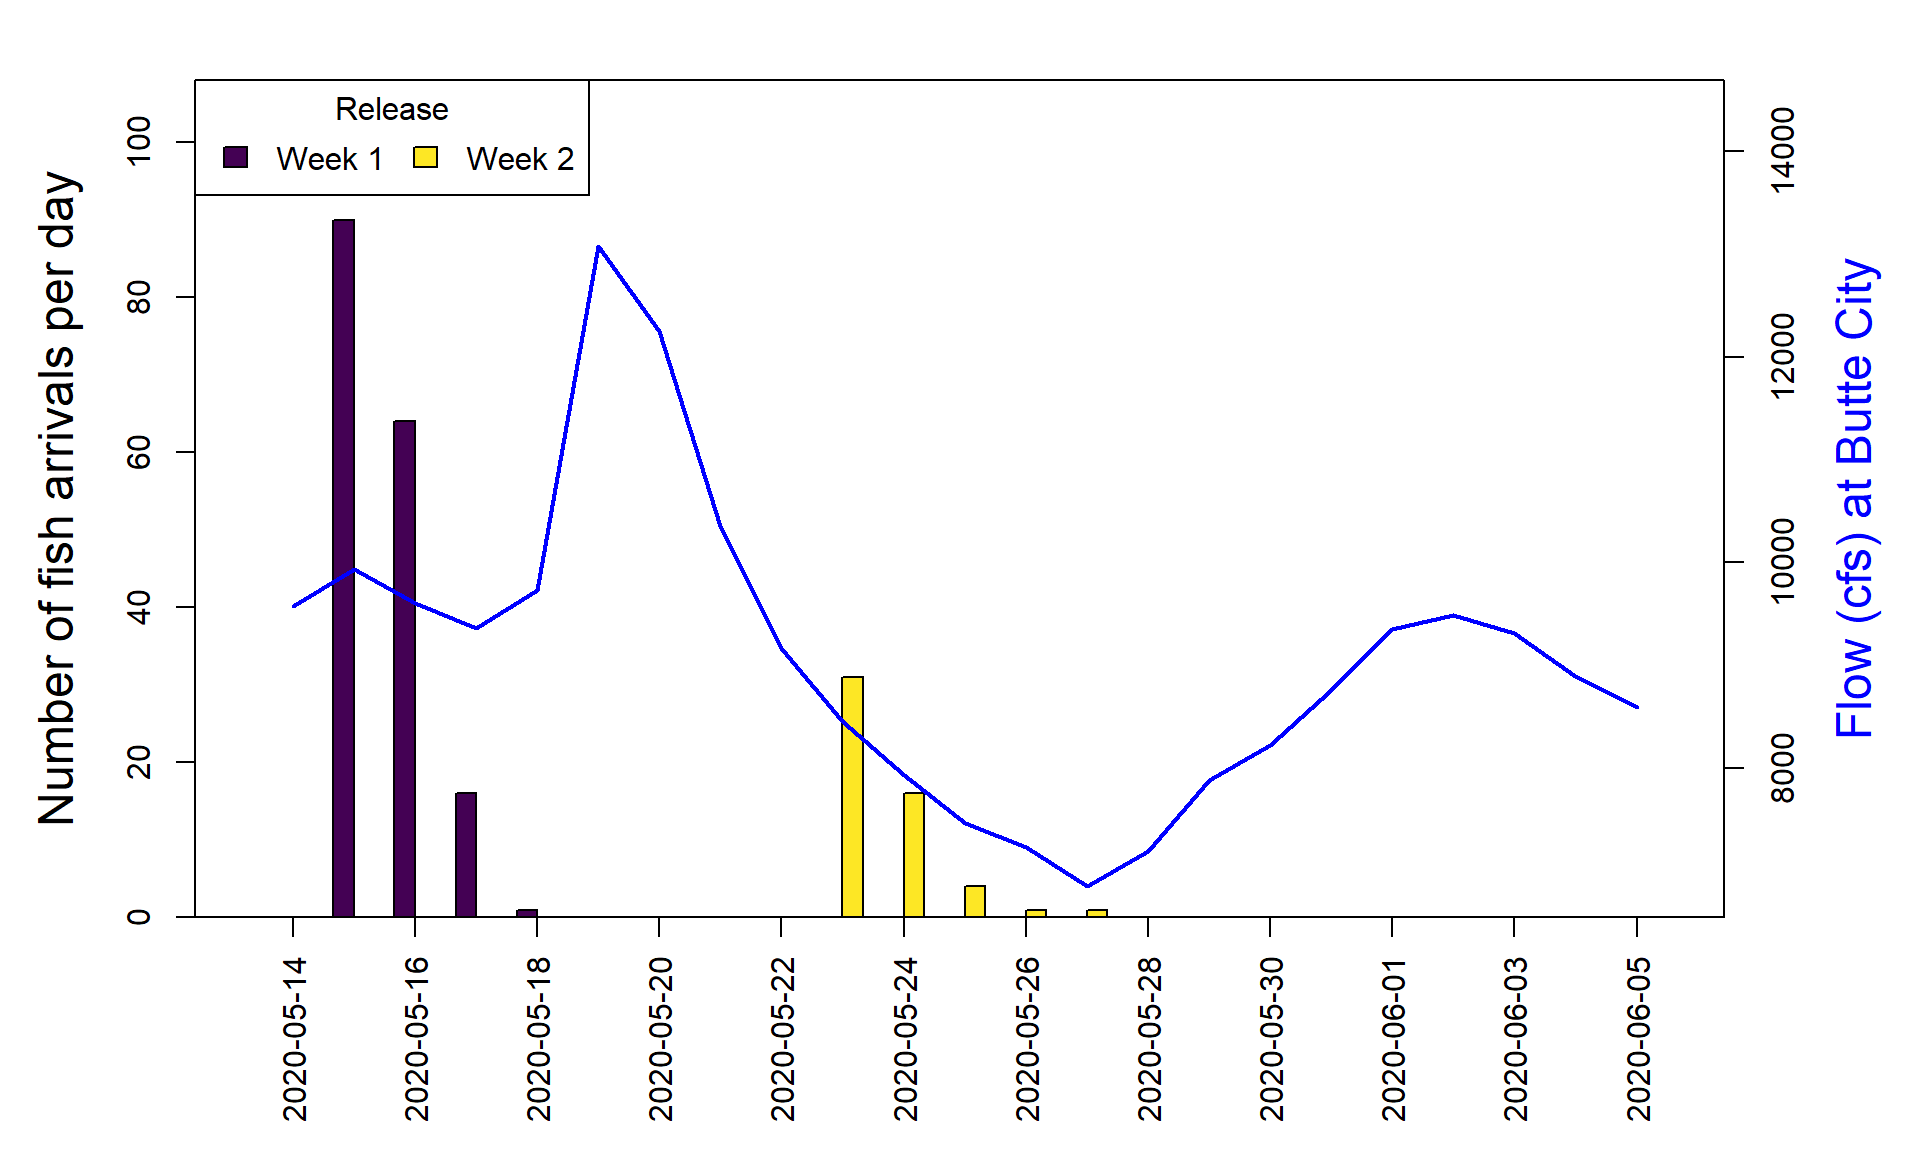 Release
Week 1 Week 2
Number of fish arrivals per day
0 20 40 60 80 100
8000 10000 12000 14000
Flow (cfs) at Butte City
2020-05-14 2020-05-16 2020-05-18 2020-05-20 2020-05-22 2020-05-24 2020-05-26 2020-05-28 2020-05-30 2020-06-01 2020-06-03 2020-06-05